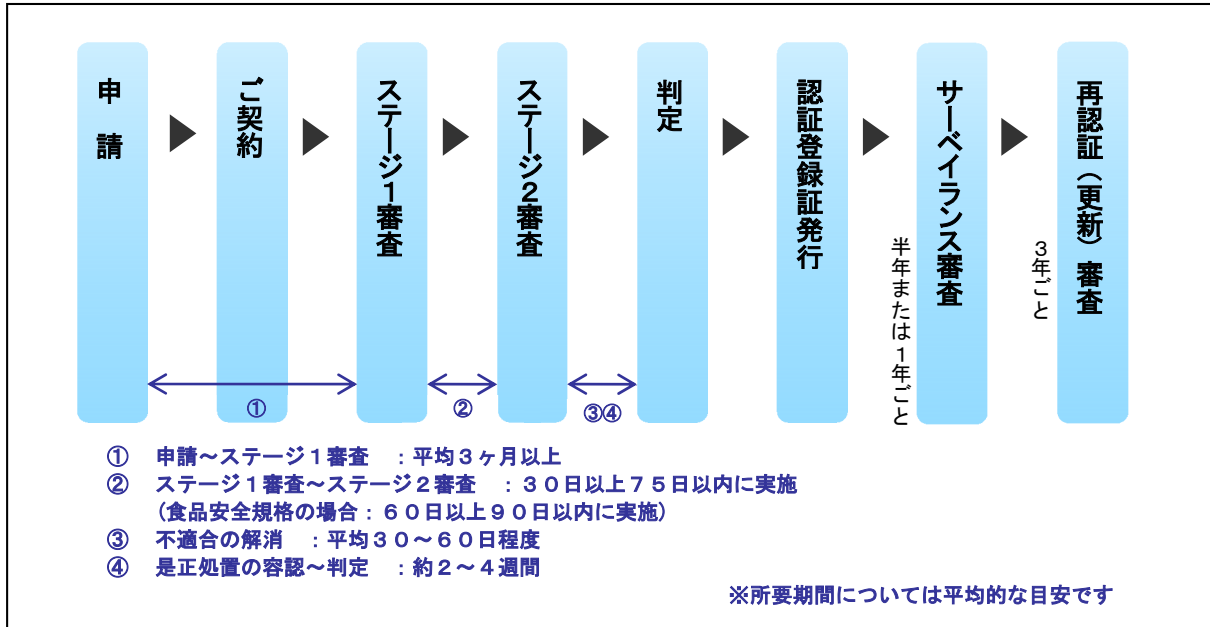 申　請
ご契約
ステージ１審査
ステージ２審査
判定
認証登録証発行
サーベイランス審査
半年または１年ごと
再認証（更新）審査
３年ごと
①
②
③④
①　申請～ステージ１審査　：平均３ヶ月以上
②　ステージ１審査～ステージ２審査　：３０日以上７５日以内に実施
(食品安全規格の場合：６０日以上９０日以内に実施)
③　不適合の解消　：平均３０～６０日程度
④　是正処置の容認～判定　：約２～４週間
※所要期間については平均的な目安です